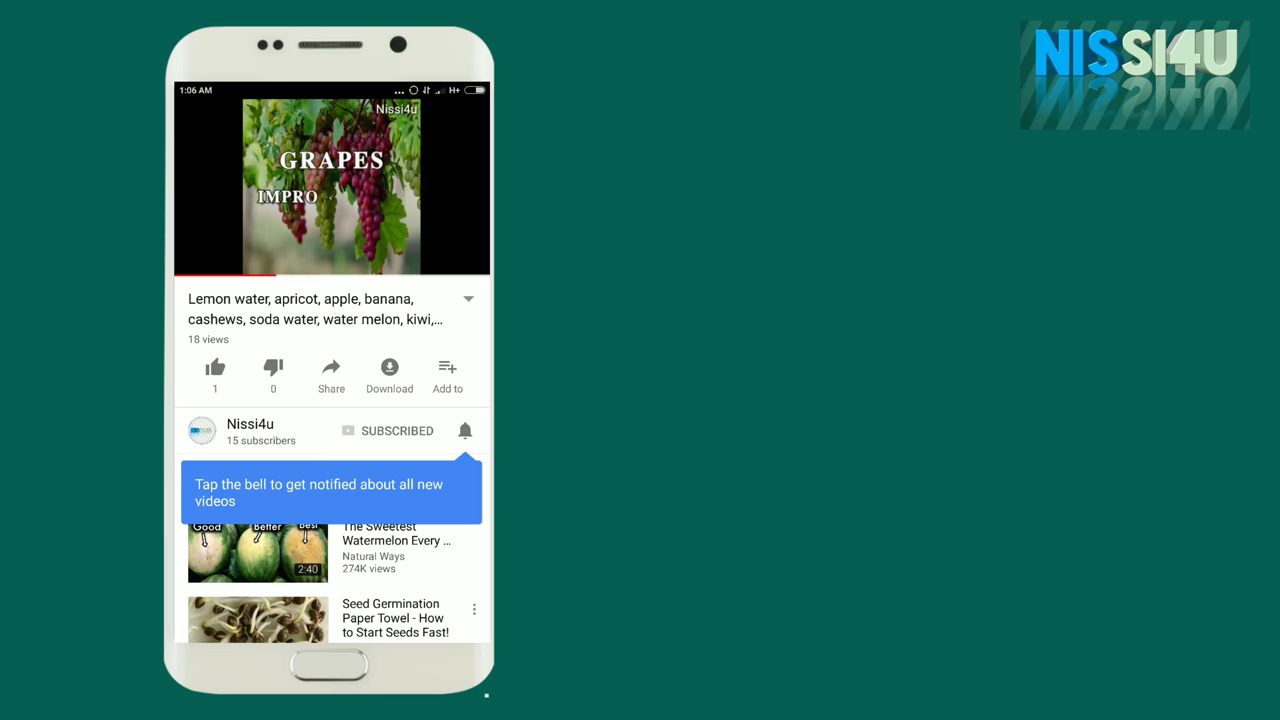 NISSI4U
1:06 AM
H+
Nissi4u
GRAPES
IMPRO
Lemon water, apricot, apple, banana,
cashews, soda water, water melon, kiwi,...
18 views
1
0
Share
Download
Add to
Nissi4u
15 subscribers
SUBSCRIBED
Tap the bell to get notified about all new
videos
Good
Better
Best
2:40
The Sweetest
Watermelon Every ...
Natural Ways
274K views
Seed Germination
Paper Towel - How
to Start Seeds Fast!